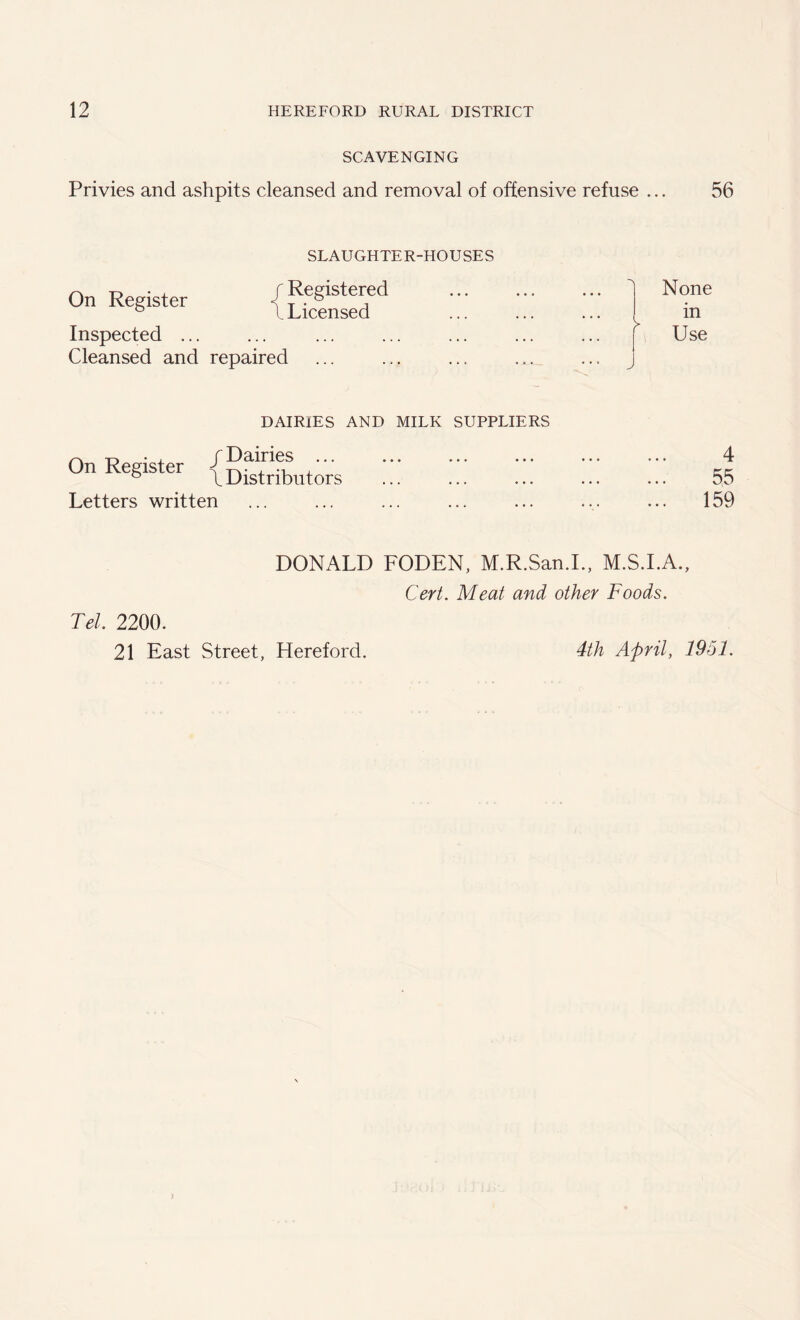 12 HEREFORD RURAL DISTRICT
SCAVENGING
Privies and ashpits cleansed and removal of offensive refuse ... 56
SLAUGHTER-HOUSES
On Register { Registered ... ... ... } None
{ Licensed ... ... ... } in
Inspected ... ... ... ... ... ... ... } Use
Cleansed and repaired ... ... ... ... ... }
DAIRIES AND MILK SUPPLIERS
On Register { Dairies ... ... ... ... ... ... 4
{ Distributors ... ... ... ... ... 55
Letters written ... ... ... ... ... ... ... 159
DONALD FODEN, M.R.San.I., M.S.I.A.,
Cert. Meat and other Foods.
Tel. 2200.
21 East Street, Hereford. 4th April, 1951.